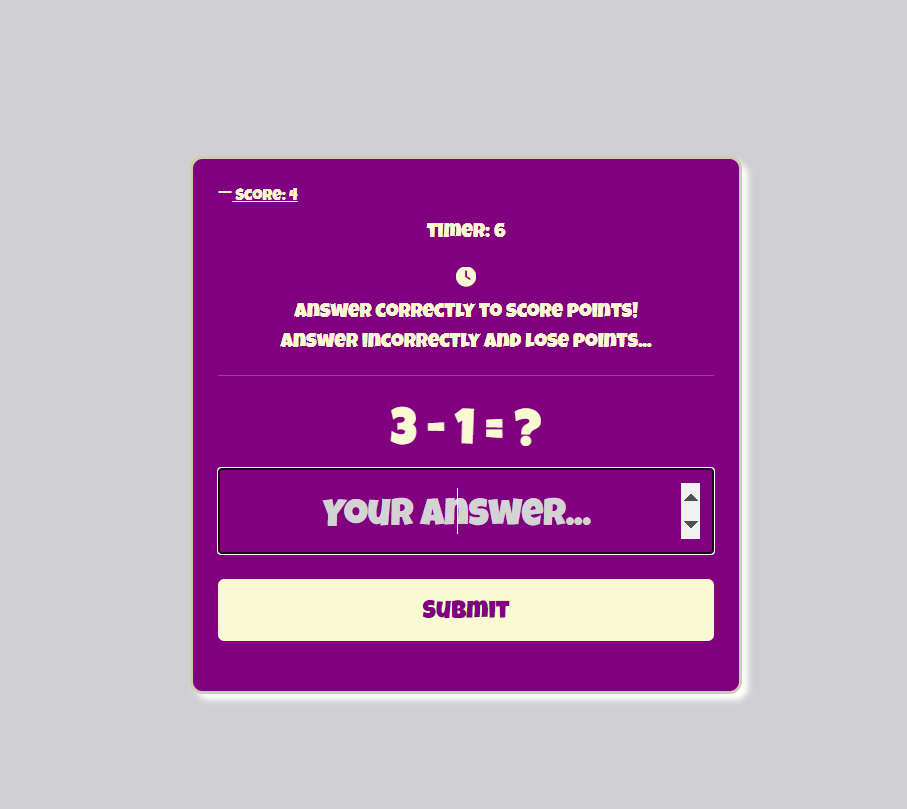 — Score: 4
Timer: 6
Answer correctly to score points!
Answer incorrectly and lose points...
3 - 1 = ?
Your answer...
Submit